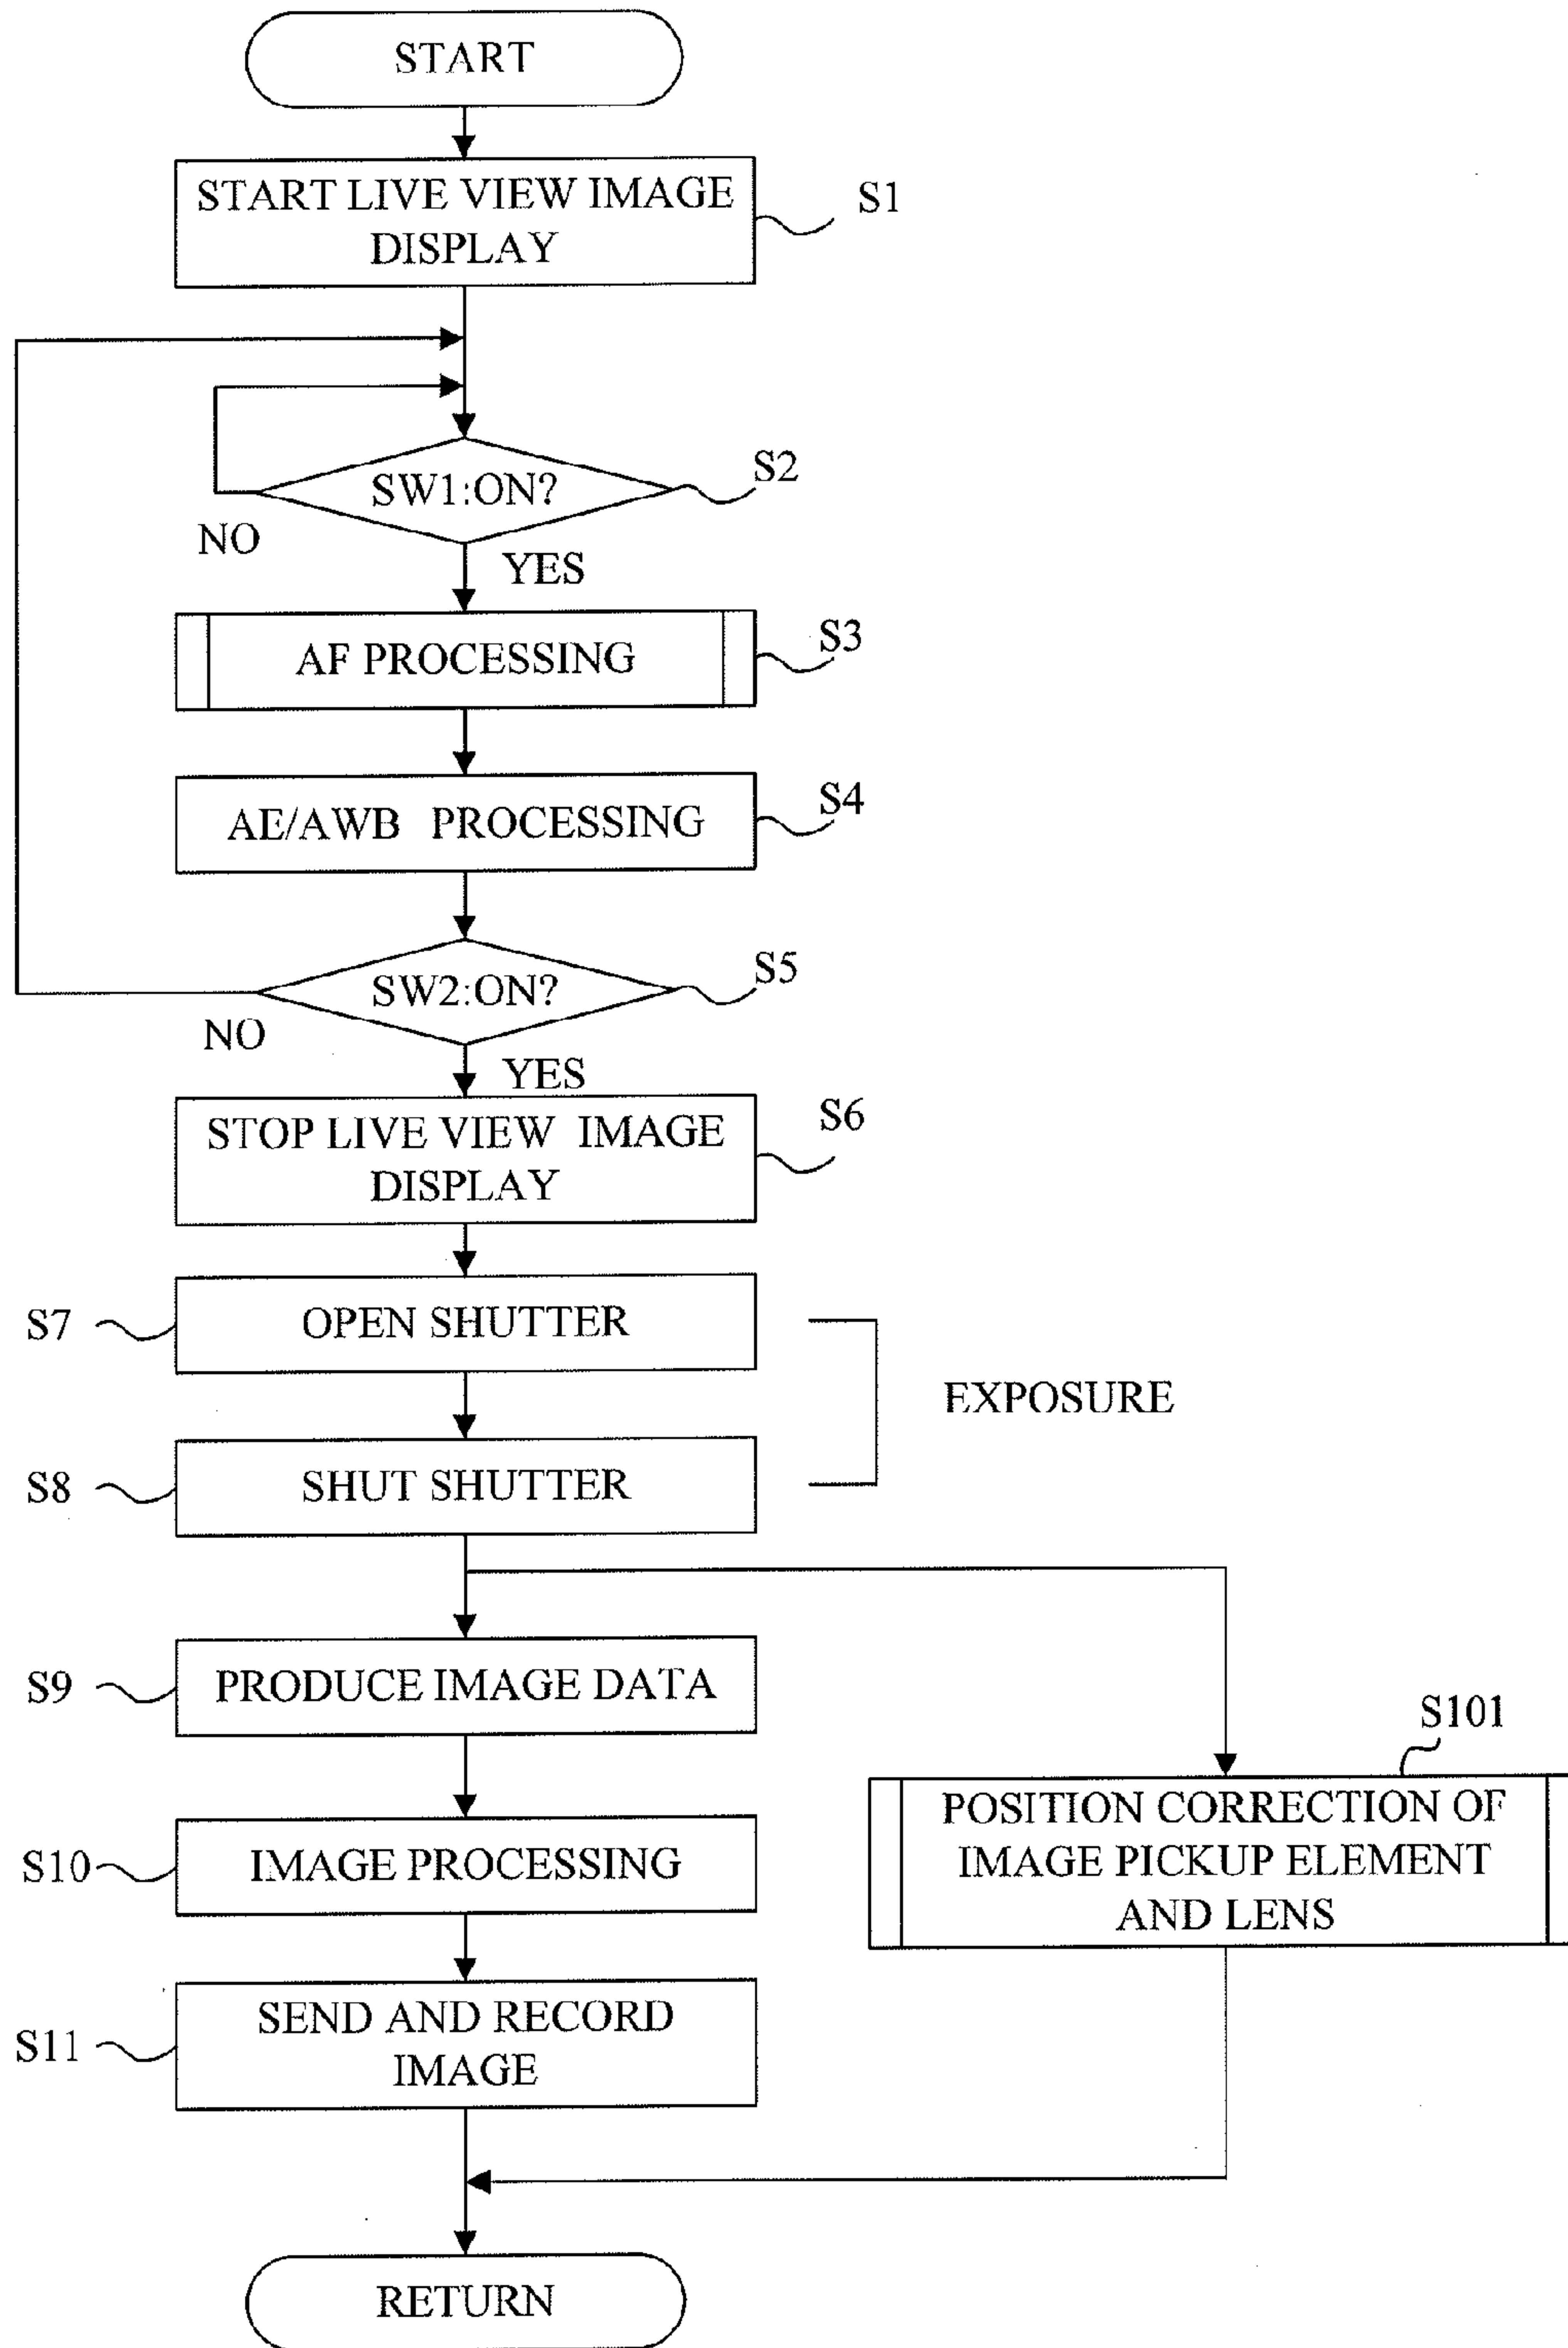 START
START LIVE VIEW IMAGE
DISPLAY
S1
SW1:ON?
S2
NO
YES
AF PROCESSING
S3
AE/AWB PROCESSING
S4
SW2:ON?
S5
NO
YES
STOP LIVE VIEW IMAGE
DISPLAY
S6
S7
OPEN SHUTTER
EXPOSURE
S8
SHUT SHUTTER
S9
PRODUCE IMAGE DATA
S101
POSITION CORRECTION OF
IMAGE PICKUP ELEMENT
AND LENS
S10
IMAGE PROCESSING
S11
SEND AND RECORD
IMAGE
RETURN